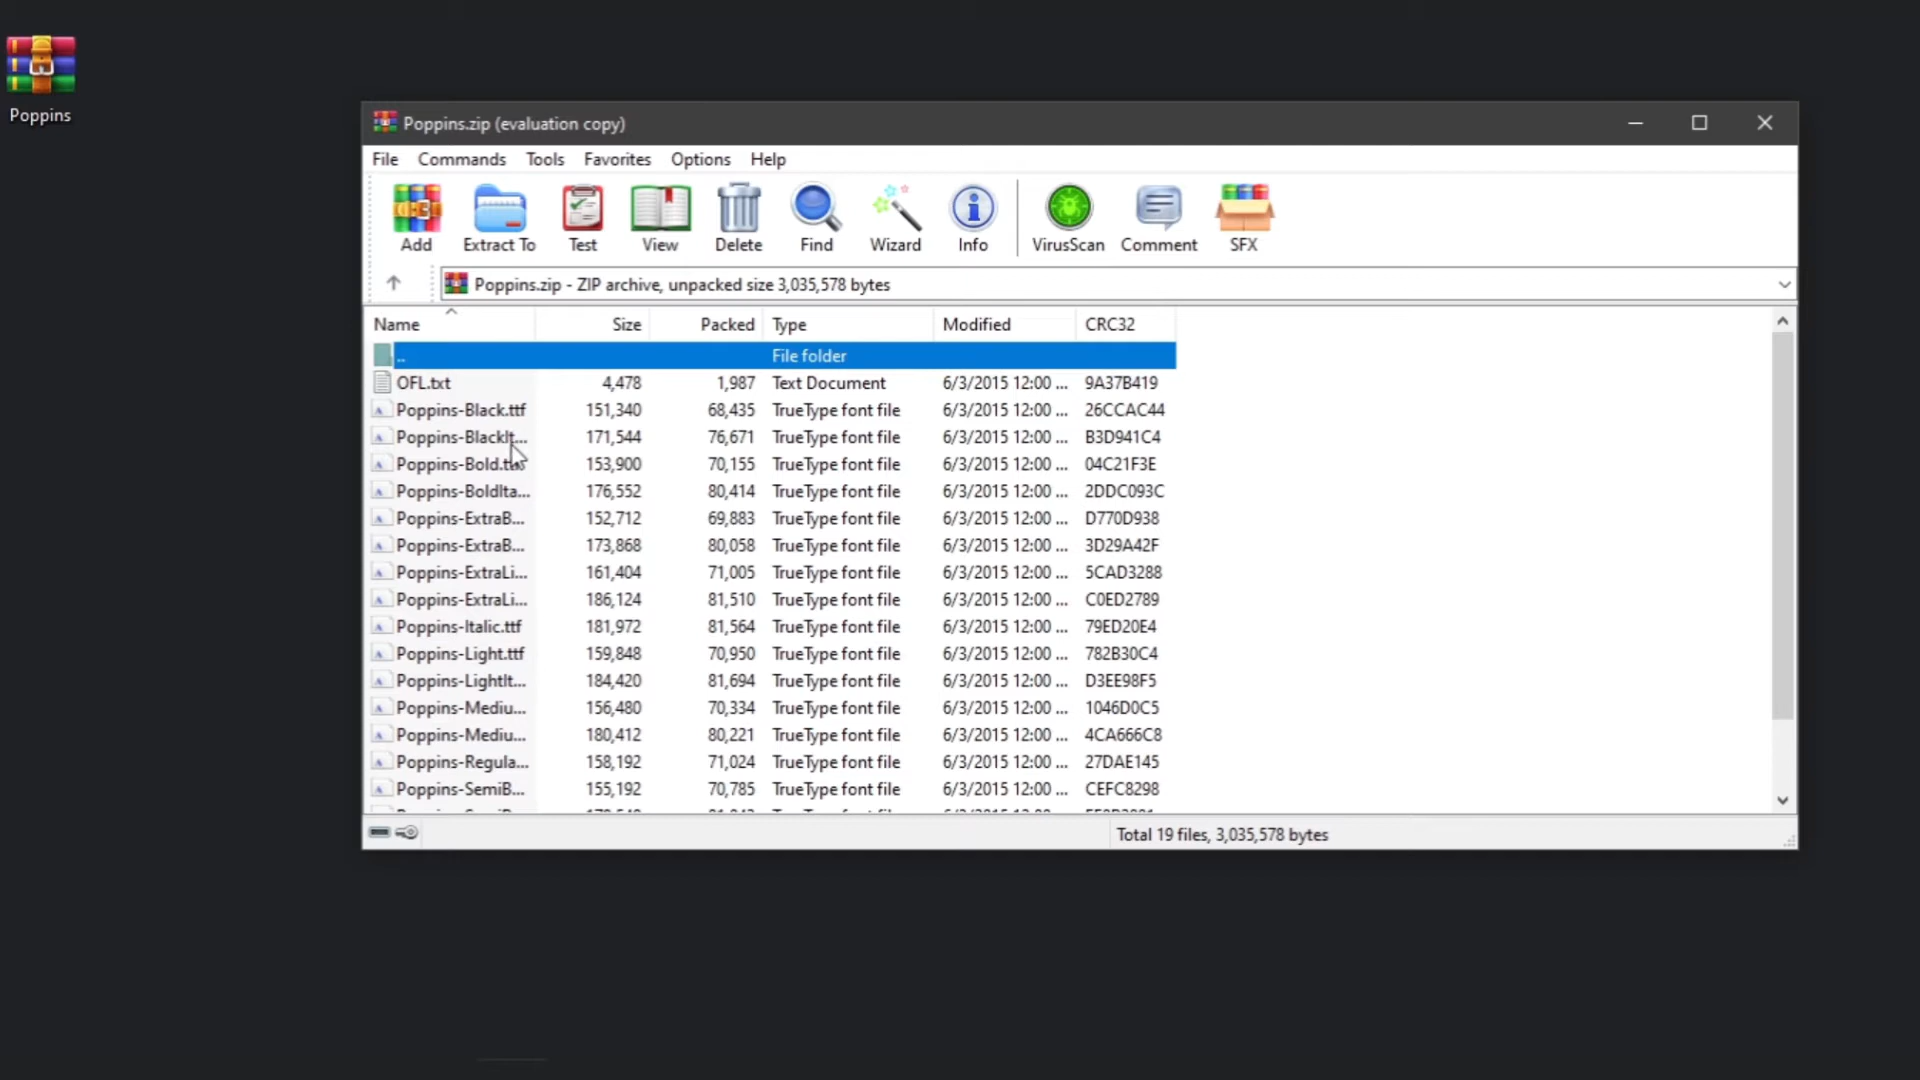 Poppins
Poppins.zip (evaluation copy)
File Commands Tools Favorites Options Help
Add Extract To Test View Delete Find Wizard Info VirusScan Comment SFX
Poppins.zip - ZIP archive, unpacked size 3,035,578 bytes
Name Size Packed Type Modified CRC32
.. File folder
OFL.txt 4,478 1,987 Text Document 6/3/2015 12:00 ... 9A37B419
Poppins-Black.ttf 151,340 68,435 TrueType font file 6/3/2015 12:00 ... 26CCAC44
Poppins-BlackIt... 171,544 76,671 TrueType font file 6/3/2015 12:00 ... B3D941C4
Poppins-Bold.ttf 153,900 70,155 TrueType font file 6/3/2015 12:00 ... 04C21F3E
Poppins-BoldIta... 176,552 80,414 TrueType font file 6/3/2015 12:00 ... 2DDC093C
Poppins-ExtraB... 152,712 69,883 TrueType font file 6/3/2015 12:00 ... D770D938
Poppins-ExtraB... 173,868 80,058 TrueType font file 6/3/2015 12:00 ... 3D29A42F
Poppins-ExtraLi... 161,404 71,005 TrueType font file 6/3/2015 12:00 ... 5CAD3288
Poppins-ExtraLi... 186,124 81,510 TrueType font file 6/3/2015 12:00 ... C0ED2789
Poppins-Italic.ttf 181,972 81,564 TrueType font file 6/3/2015 12:00 ... 79ED20E4
Poppins-Light.ttf 159,848 70,950 TrueType font file 6/3/2015 12:00 ... 782B30C4
Poppins-LightIt... 184,420 81,694 TrueType font file 6/3/2015 12:00 ... D3EE98F5
Poppins-Mediu... 156,480 70,334 TrueType font file 6/3/2015 12:00 ... 1046D0C5
Poppins-Mediu... 180,412 80,221 TrueType font file 6/3/2015 12:00 ... 4CA666C8
Poppins-Regula... 158,192 71,024 TrueType font file 6/3/2015 12:00 ... 27DAE145
Poppins-SemiB... 155,192 70,785 TrueType font file 6/3/2015 12:00 ... CEFC8298
Total 19 files, 3,035,578 bytes